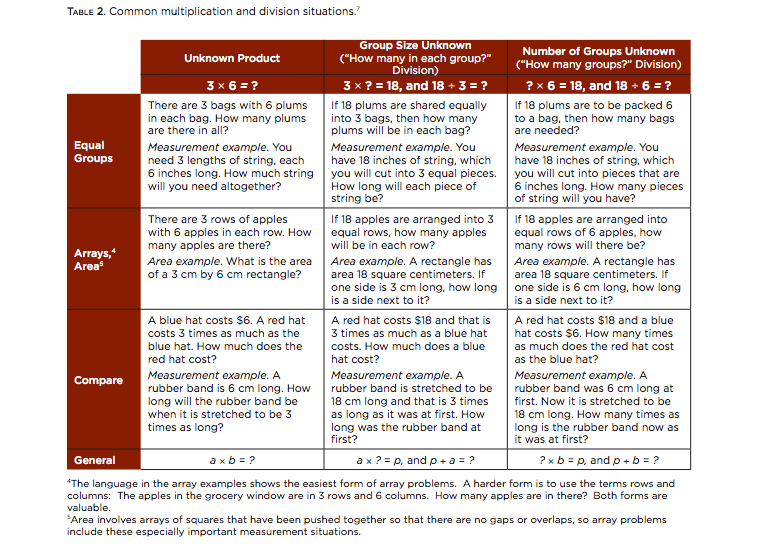 TABLE 2. Common multiplication and division situations.7
Unknown Product
Group Size Unknown
("How many in each group?"
Division)
Number of Groups Unknown
("How many groups?" Division)
3 × 6 = ?
3 × ? = 18, and 18 ÷ 3 = ?
? × 6 = 18, and 18 ÷ 6 = ?
Equal
Groups
There are 3 bags with 6 plums
in each bag. How many plums
are there in all?
Measurement example. You
need 3 lengths of string, each
6 inches long. How much string
will you need altogether?
If 18 plums are shared equally
into 3 bags, then how many
plums will be in each bag?
Measurement example. You
have 18 inches of string, which
you will cut into 3 equal pieces.
How long will each piece of
string be?
If 18 plums are to be packed 6
to a bag, then how many bags
are needed?
Measurement example. You
have 18 inches of string, which
you will cut into pieces that are
6 inches long. How many pieces
of string will you have?
Arrays,4
Area5
There are 3 rows of apples
with 6 apples in each row. How
many apples are there?
Area example. What is the area
of a 3 cm by 6 cm rectangle?
If 18 apples are arranged into 3
equal rows, how many apples
will be in each row?
Area example. A rectangle has
area 18 square centimeters. If
one side is 3 cm long, how long
is a side next to it?
If 18 apples are arranged into
equal rows of 6 apples, how
many rows will there be?
Area example. A rectangle has
area 18 square centimeters. If
one side is 6 cm long, how long
is a side next to it?
Compare
A blue hat costs $6. A red hat
costs 3 times as much as the
blue hat. How much does the
red hat cost?
Measurement example. A
rubber band is 6 cm long. How
long will the rubber band be
when it is stretched to be 3
times as long?
A red hat costs $18 and that is
3 times as much as a blue hat
costs. How much does a blue
hat cost?
Measurement example. A
rubber band is stretched to be
18 cm long and that is 3 times
as long as it was at first. How
long was the rubber band at
first?
A red hat costs $18 and a blue
hat costs $6. How many times
as much does the red hat cost
as the blue hat?
Measurement example. A
rubber band was 6 cm long at
first. Now it is stretched to be
18 cm long. How many times as
long is the rubber band now as
it was at first?
General
a × b = ?
a × ? = p, and p ÷ a = ?
? × b = p, and p ÷ b = ?
4The language in the array examples shows the easiest form of array problems. A harder form is to use the terms rows and
columns: The apples in the grocery window are in 3 rows and 6 columns. How many apples are in there? Both forms are
valuable.
5Area involves arrays of squares that have been pushed together so that there are no gaps or overlaps, so array problems
include these especially important measurement situations.